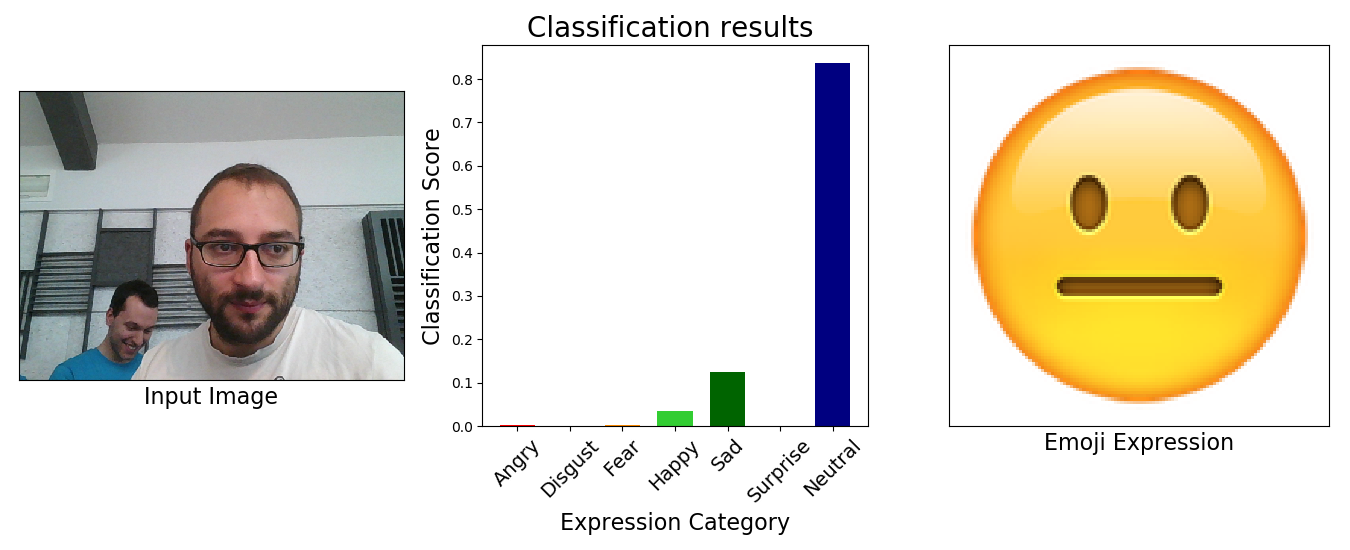 Classification results
Classification Score
0.8
0.7
0.6
0.5
0.4
0.3
0.2
0.1
0.0
Angry
Disgust
Fear
Happy
Sad
Surprise
Neutral
Expression Category
Input Image
Emoji Expression